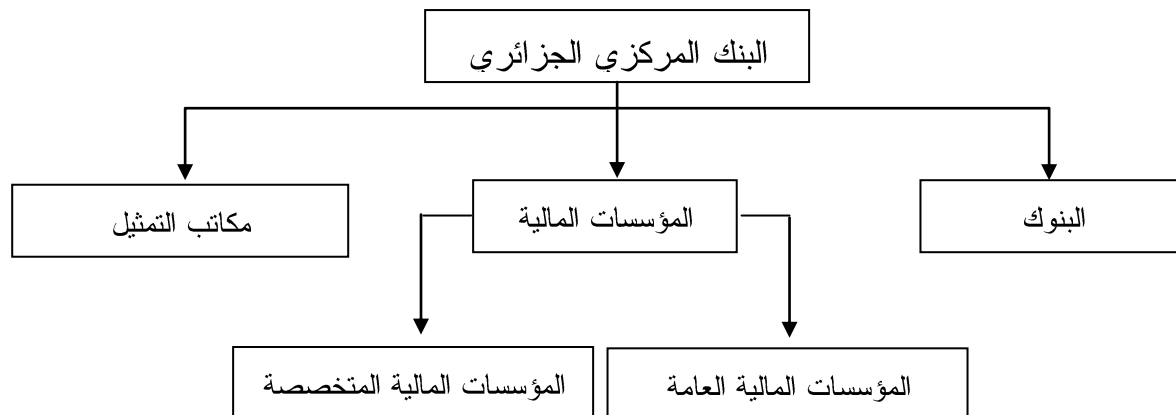 البنك المركزي الجزائري
البنوك
المؤسسات المالية
مكاتب التمثيل
المؤسسات المالية العامة
المؤسسات المالية المتخصصة